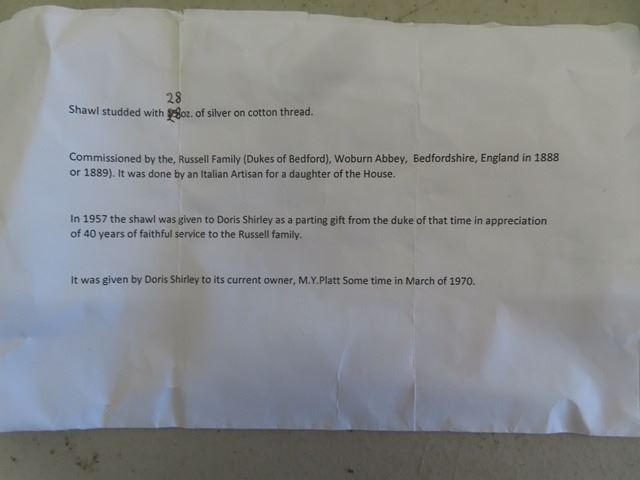 28
Shawl studded with 28oz. of silver on cotton thread.
Commissioned by the, Russell Family (Dukes of Bedford), Woburn Abbey, Bedfordshire, England in 1888
or 1889). It was done by an Italian Artisan for a daughter of the House.
In 1957 the shawl was given to Doris Shirley as a parting gift from the duke of that time in appreciation
of 40 years of faithful service to the Russell family.
It was given by Doris Shirley to its current owner, M.Y.Platt Some time in March of 1970.